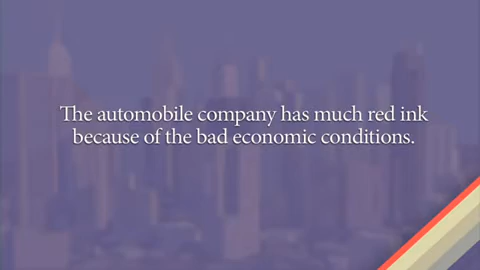 The automobile company has much red ink
because of the bad economic conditions.